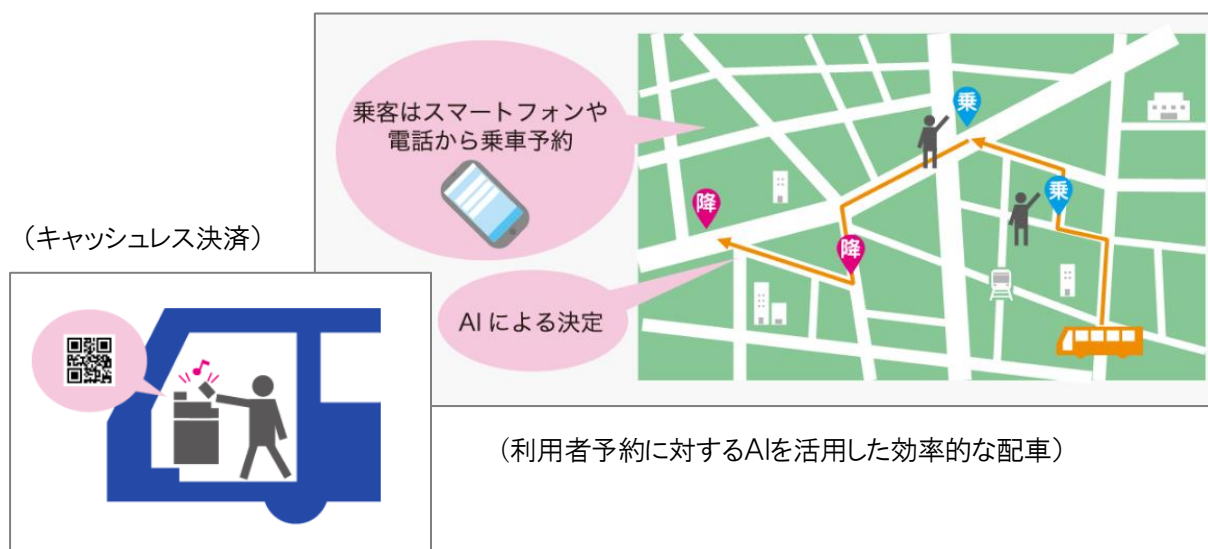 乗客はスマートフォンや
電話から乗車予約
乗
乗
降
降
AIによる決定
（キャッシュレス決済）
（利用者予約に対するAIを活用した効率的な配車）